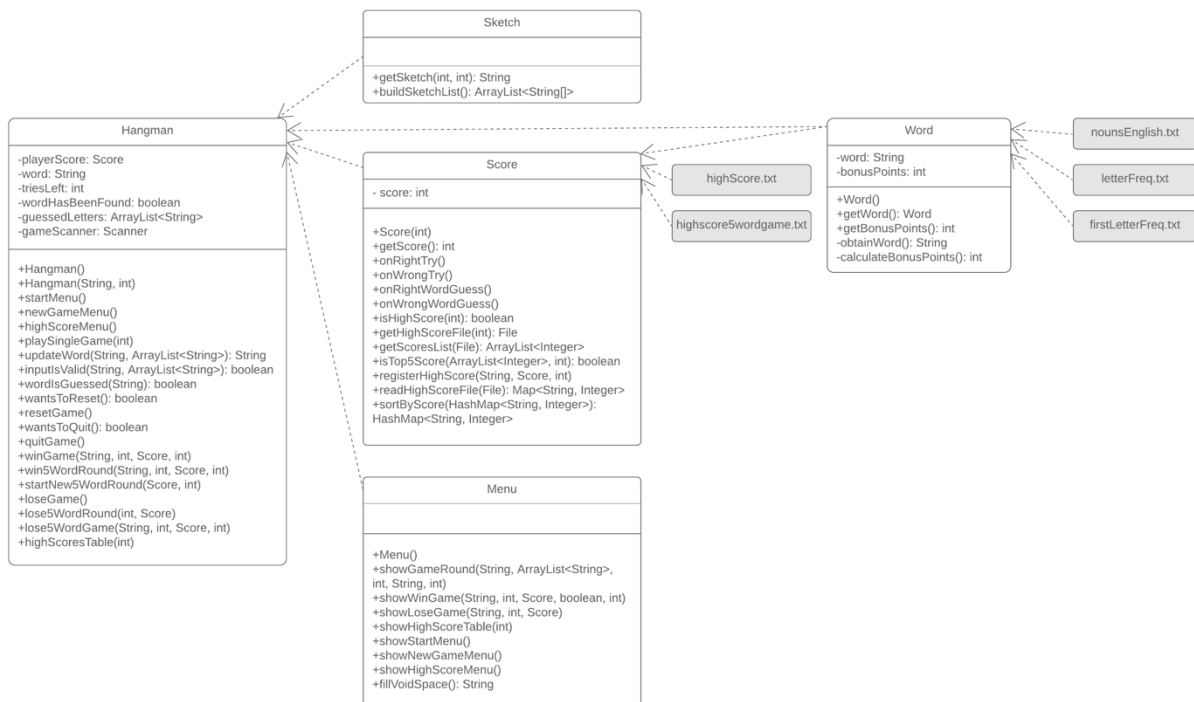 Sketch
+getSketch(int, int): String
+buildSketchList(): ArrayList<String[]>
Hangman
-playerScore: Score
-word: String
-triesLeft: int
-wordHasBeenFound: boolean
-guessedLetters: ArrayList<String>
-gameScanner: Scanner
+Hangman()
+Hangman(String, int)
+startMenu()
+newGameMenu()
+highScoreMenu()
+playSingleGame(int)
+updateWord(String, ArrayList<String>): String
+inputIsValid(String, ArrayList<String>): boolean
+wordIsGuessed(String): boolean
+wantsToReset(): boolean
+resetGame()
+wantsToQuit(): boolean
+quitGame()
+winGame(String, int, Score, int)
+win5WordRound(String, int, Score, int)
+startNew5WordRound(Score, int)
+loseGame()
+lose5WordRound(int, Score)
+lose5WordGame(String, int, Score, int)
+highScoresTable(int)
Score
- score: int
+Score(int)
+getScore(): int
+onRightTry()
+onWrongTry()
+onRightWordGuess()
+onWrongWordGuess()
+isHighScore(int): boolean
+getHighScoreFile(int): File
+getScoresList(File): ArrayList<Integer>
+isTop5Score(ArrayList<Integer>, int): boolean
+registerHighScore(String, Score, int)
+readHighScoreFile(File): Map<String, Integer>
+sortByScore(HashMap<String, Integer>):
HashMap<String, Integer>
Menu
+Menu()
+showGameRound(String, ArrayList<String>,
int, String, int)
+showWinGame(String, int, Score, boolean, int)
+showLoseGame(String, int, Score)
+showHighScoreTable(int)
+showStartMenu()
+showNewGameMenu()
+showHighScoreMenu()
+fillVoidSpace(): String
highScore.txt
highscore5wordgame.txt
Word
-word: String
-bonusPoints: int
+Word()
+getWord(): Word
+getBonusPoints(): int
-obtainWord(): String
-calculateBonusPoints(): int
nounsEnglish.txt
letterFreq.txt
firstLetterFreq.txt